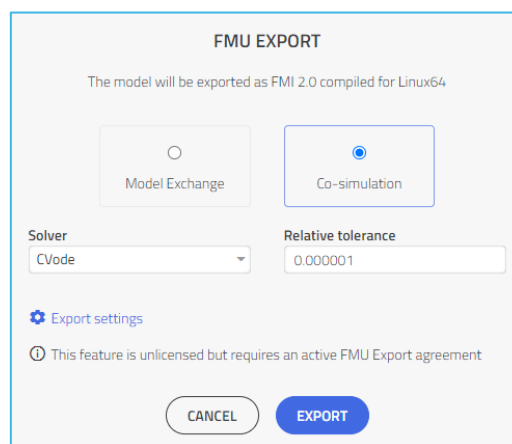 FMU EXPORT
The model will be exported as FMI 2.0 compiled for Linux64
Model Exchange
Co-simulation
Solver
Relative tolerance
CVode
0.000001
Export settings
This feature is unlicensed but requires an active FMU Export agreement
CANCEL
EXPORT